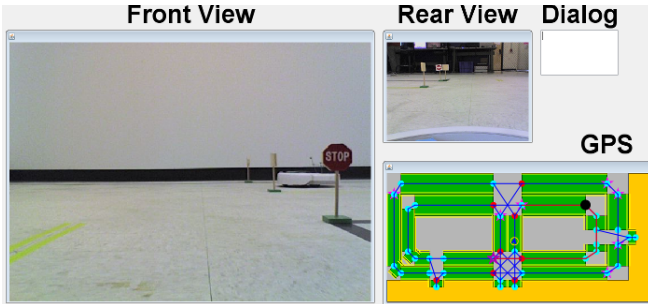 Front View
Rear View
Dialog
STOP
GPS